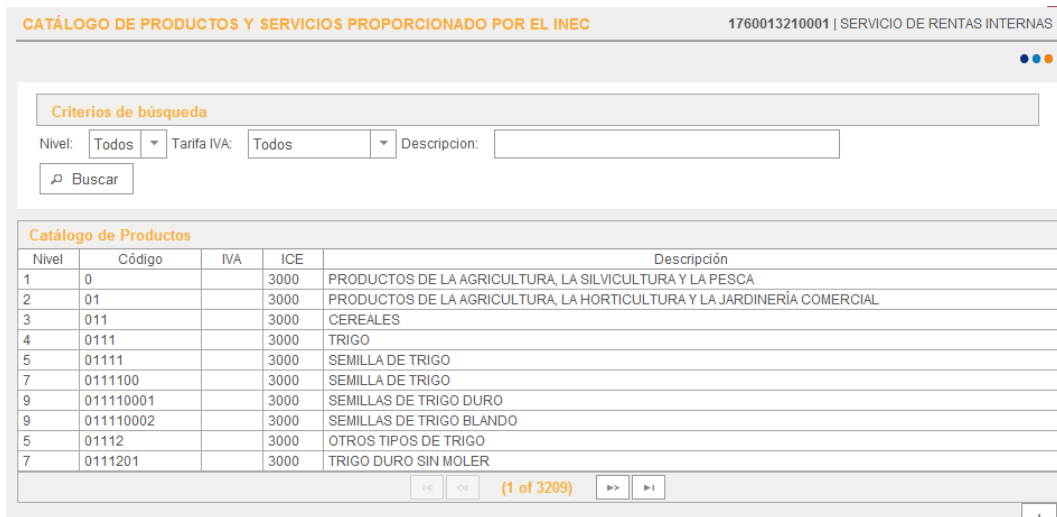 CATÁLOGO DE PRODUCTOS Y SERVICIOS PROPORCIONADO POR EL INEC 1760013210001 | SERVICIO DE RENTAS INTERNAS
Criterios de búsqueda
Nivel: Todos Tarifa IVA: Todos Descripcion:
Buscar
Catálogo de Productos
Nivel Código IVA ICE Descripción
1 0 3000 PRODUCTOS DE LA AGRICULTURA, LA SILVICULTURA Y LA PESCA
2 01 3000 PRODUCTOS DE LA AGRICULTURA, LA HORTICULTURA Y LA JARDINERÍA COMERCIAL
3 011 3000 CEREALES
4 0111 3000 TRIGO
5 01111 3000 SEMILLA DE TRIGO
7 0111100 3000 SEMILLA DE TRIGO
9 011110001 3000 SEMILLAS DE TRIGO DURO
9 011110002 3000 SEMILLAS DE TRIGO BLANDO
5 01112 3000 OTROS TIPOS DE TRIGO
7 0111201 3000 TRIGO DURO SIN MOLER
(1 of 3209)